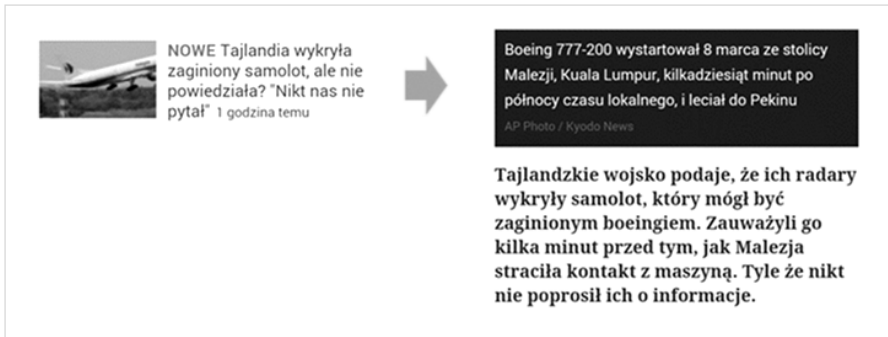 NOWE Tajlandia wykryła
zaginiony samolot, ale nie
powiedziała? "Nikt nas nie
pytał" 1 godzina temu
Boeing 777-200 wystartował 8 marca ze stolicy
Malezji, Kuala Lumpur, kilkadziesiąt minut po
północy czasu lokalnego, i leciał do Pekinu
AP Photo / Kyodo News
Tajlandzkie wojsko podaje, że ich radary
wykryły samolot, który mógł być
zaginionym boeingiem. Zauważyli go
kilka minut przed tym, jak Malezja
straciła kontakt z maszyną. Tyle że nikt
nie poprosił ich o informacje.